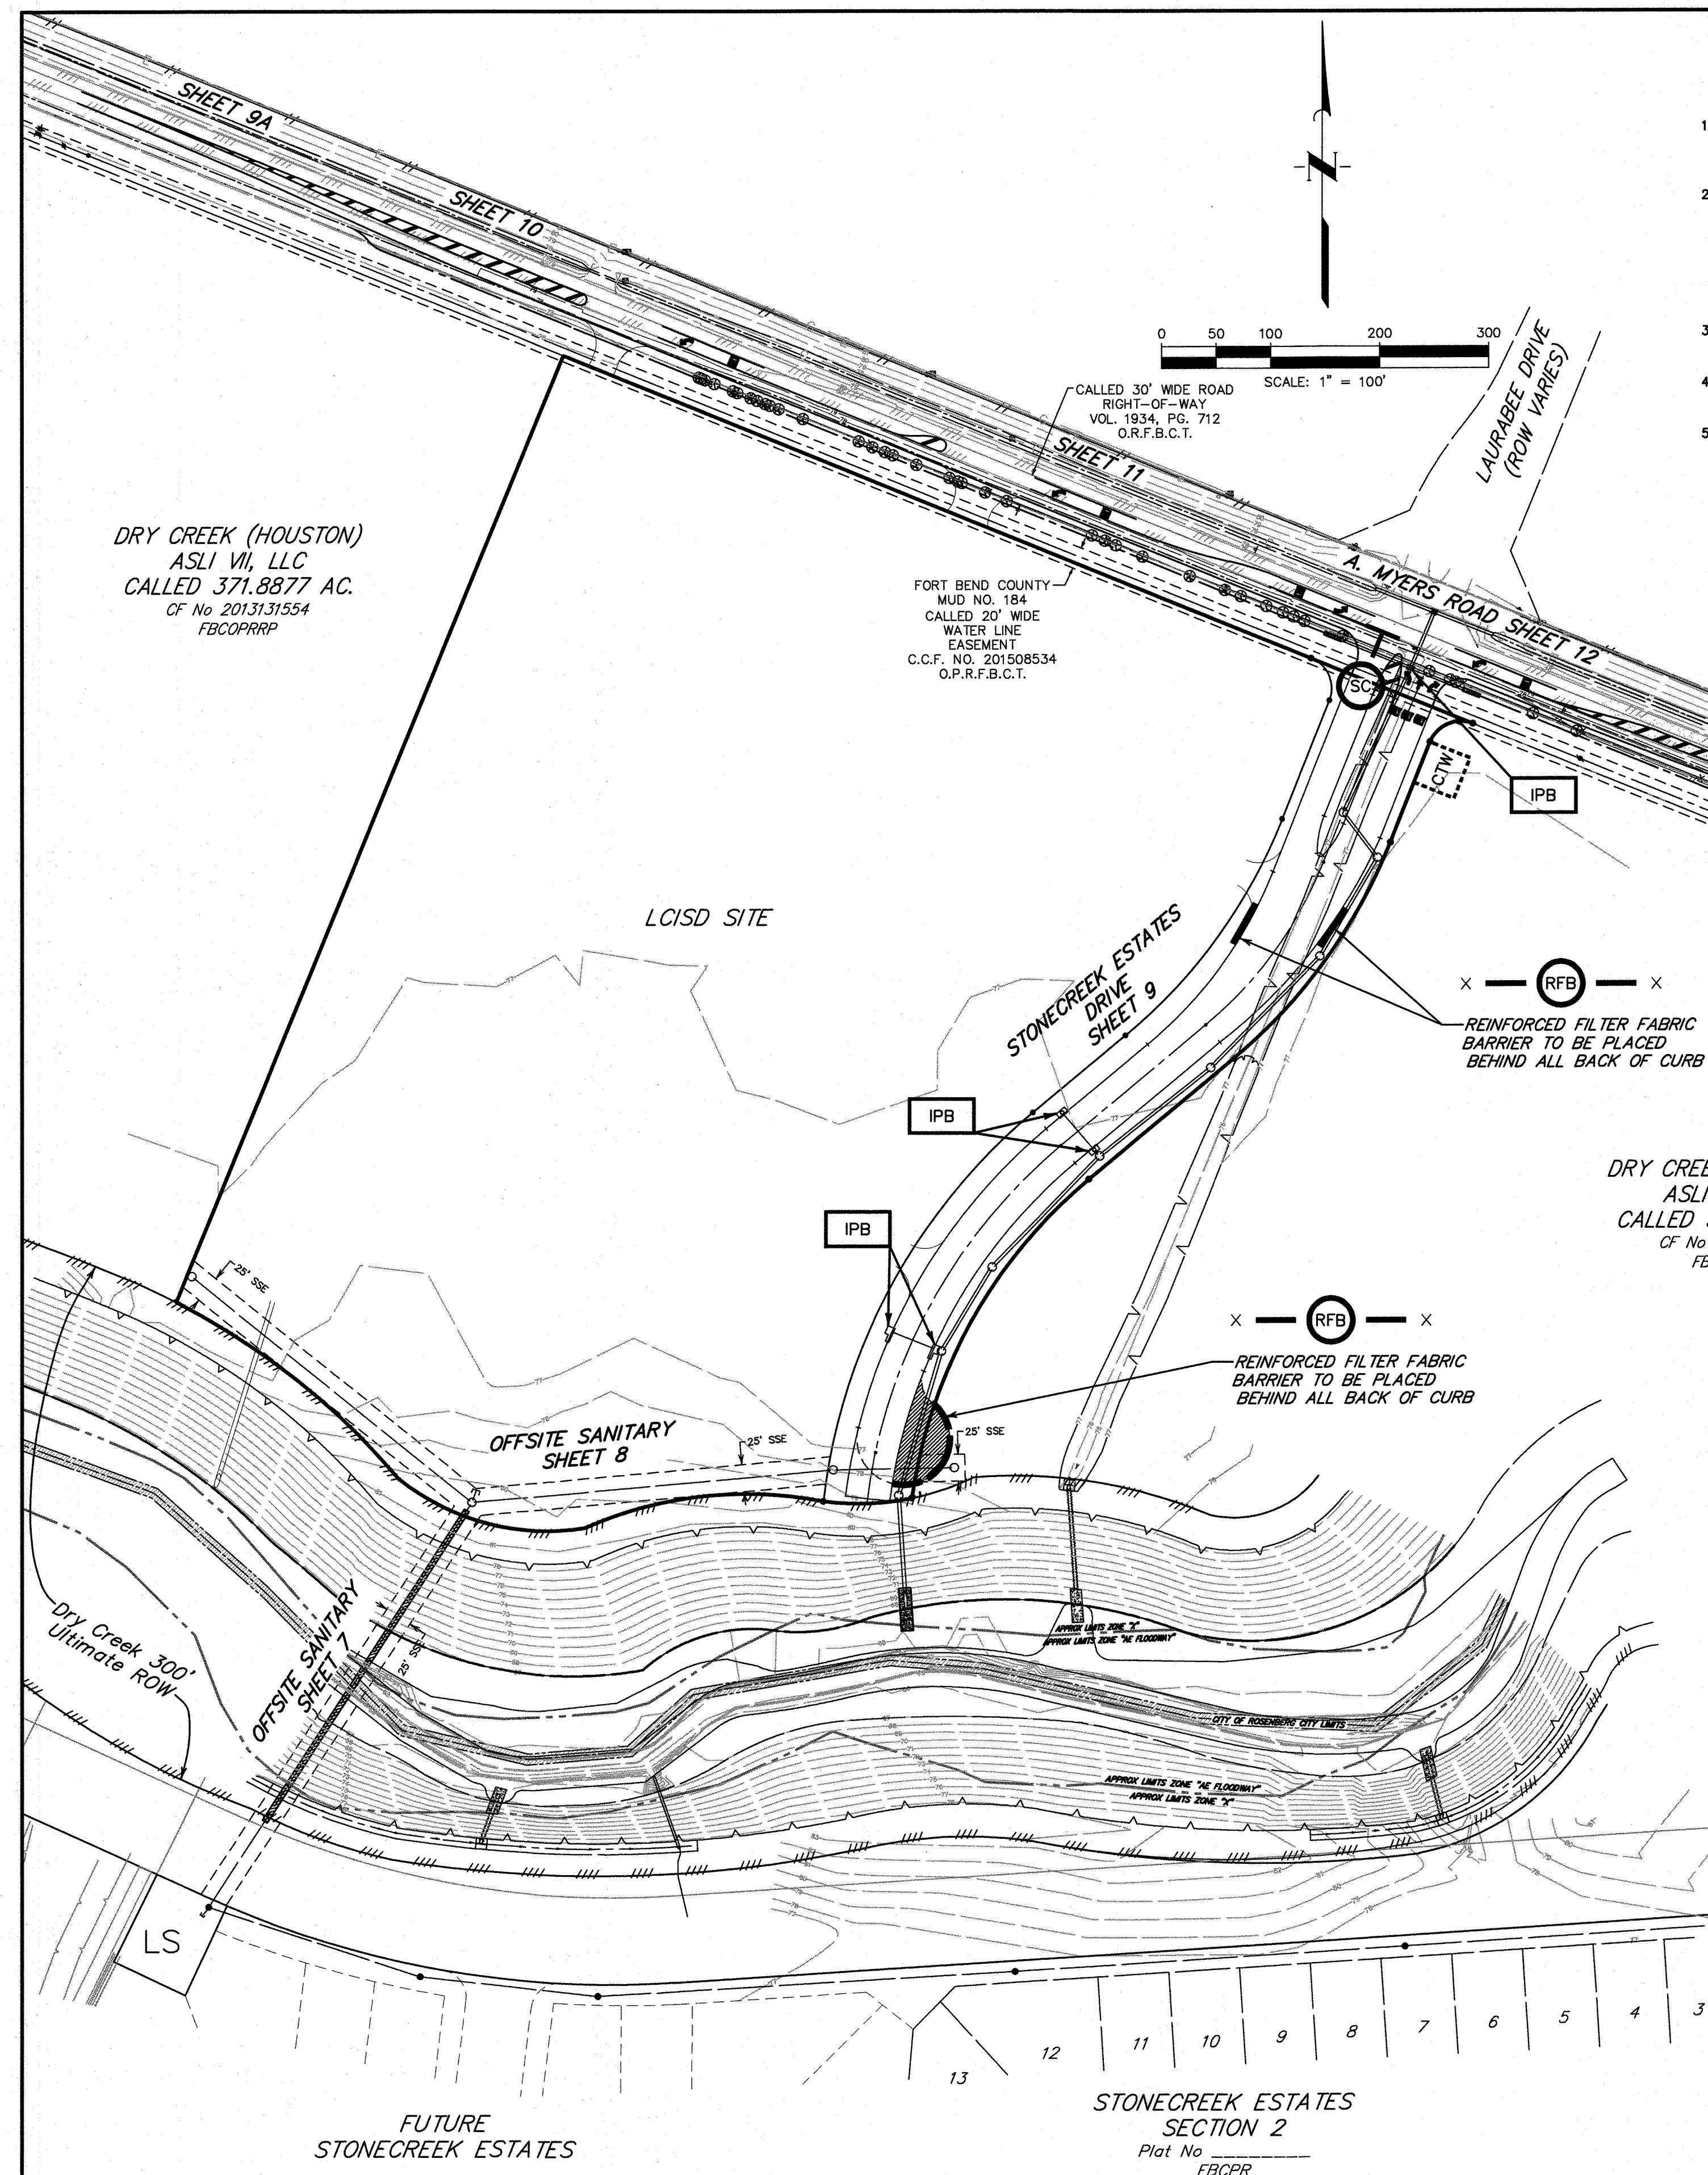 SHEET 9A
SHEET 10
N
1
2
3
4
5
0 50 100 200 300
SCALE: 1" = 100'
CALLED 30' WIDE ROAD
RIGHT-OF-WAY
VOL. 1934, PG. 712
O.R.F.B.C.T.
SHEET 11
LAURABEE DRIVE
(ROW VARIES)
DRY CREEK (HOUSTON)
ASLI VII, LLC
CALLED 371.8877 AC.
CF No 2013131554
FBCOPRRP
FORT BEND COUNTY
MUD NO. 184
CALLED 20' WIDE
WATER LINE
EASEMENT
C.C.F. NO. 201508534
O.P.R.F.B.C.T.
A. MYERS ROAD SHEET 12
SC
CTW
IPB
LCISD SITE
STONECREEK ESTATES
DRIVE
SHEET 9
X RFB X
REINFORCED FILTER FABRIC
BARRIER TO BE PLACED
BEHIND ALL BACK OF CURB
IPB
IPB
DRY CREE
ASLI
CALLED
CF No
25' SSE
X RFB X
REINFORCED FILTER FABRIC
BARRIER TO BE PLACED
BEHIND ALL BACK OF CURB
OFFSITE SANITARY
SHEET 8
25' SSE
25' SSE
Dry Creek 300'
Ultimate ROW
OFFSITE SANITARY
SHEET 7
25' SSE
APPROX LIMITS ZONE "X"
APPROX LIMITS ZONE "AE FLOODWAY"
CITY OF ROSENBERG CITY LIMITS
APPROX LIMITS ZONE "AE FLOODWAY"
APPROX LIMITS ZONE "X"
LS
13 12 11 10 9 8 7 6 5 4 3
FUTURE
STONECREEK ESTATES
STONECREEK ESTATES
SECTION 2
Plat No _________
FBCPR